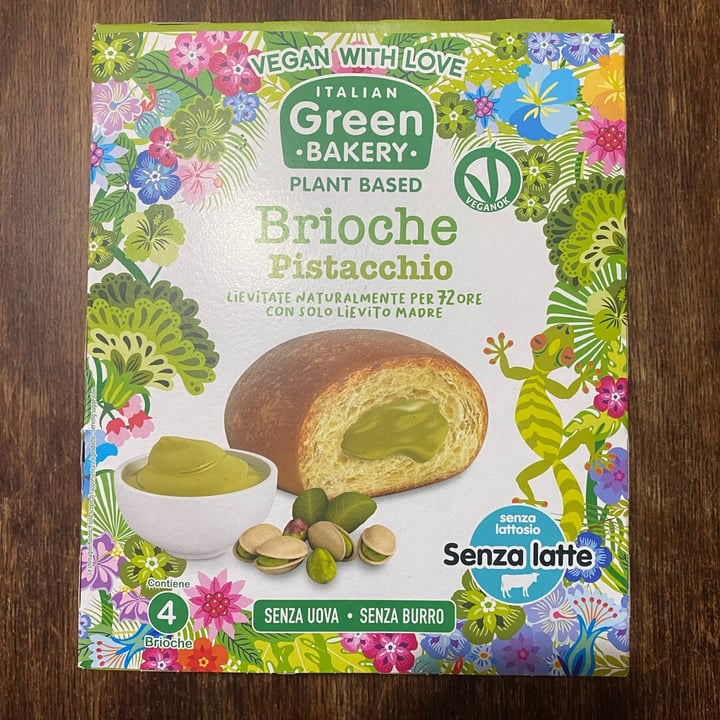 VEGAN WITH LOVE
ITALIAN
Green
• BAKERY •
PLANT BASED
VEGANOK
Brioche
Pistacchio
LIEVITATE NATURALMENTE PER 72 ORE
CON SOLO LIEVITO MADRE
senza
lattosio
Senza latte
Contiene
4
Brioche
SENZA UOVA • SENZA BURRO